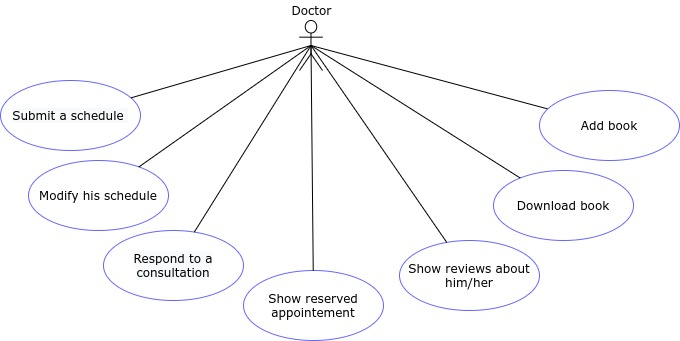 Doctor
Submit a schedule
Add book
Modify his schedule
Download book
Respond to a
consultation
Show reviews about
him/her
Show reserved
appointement